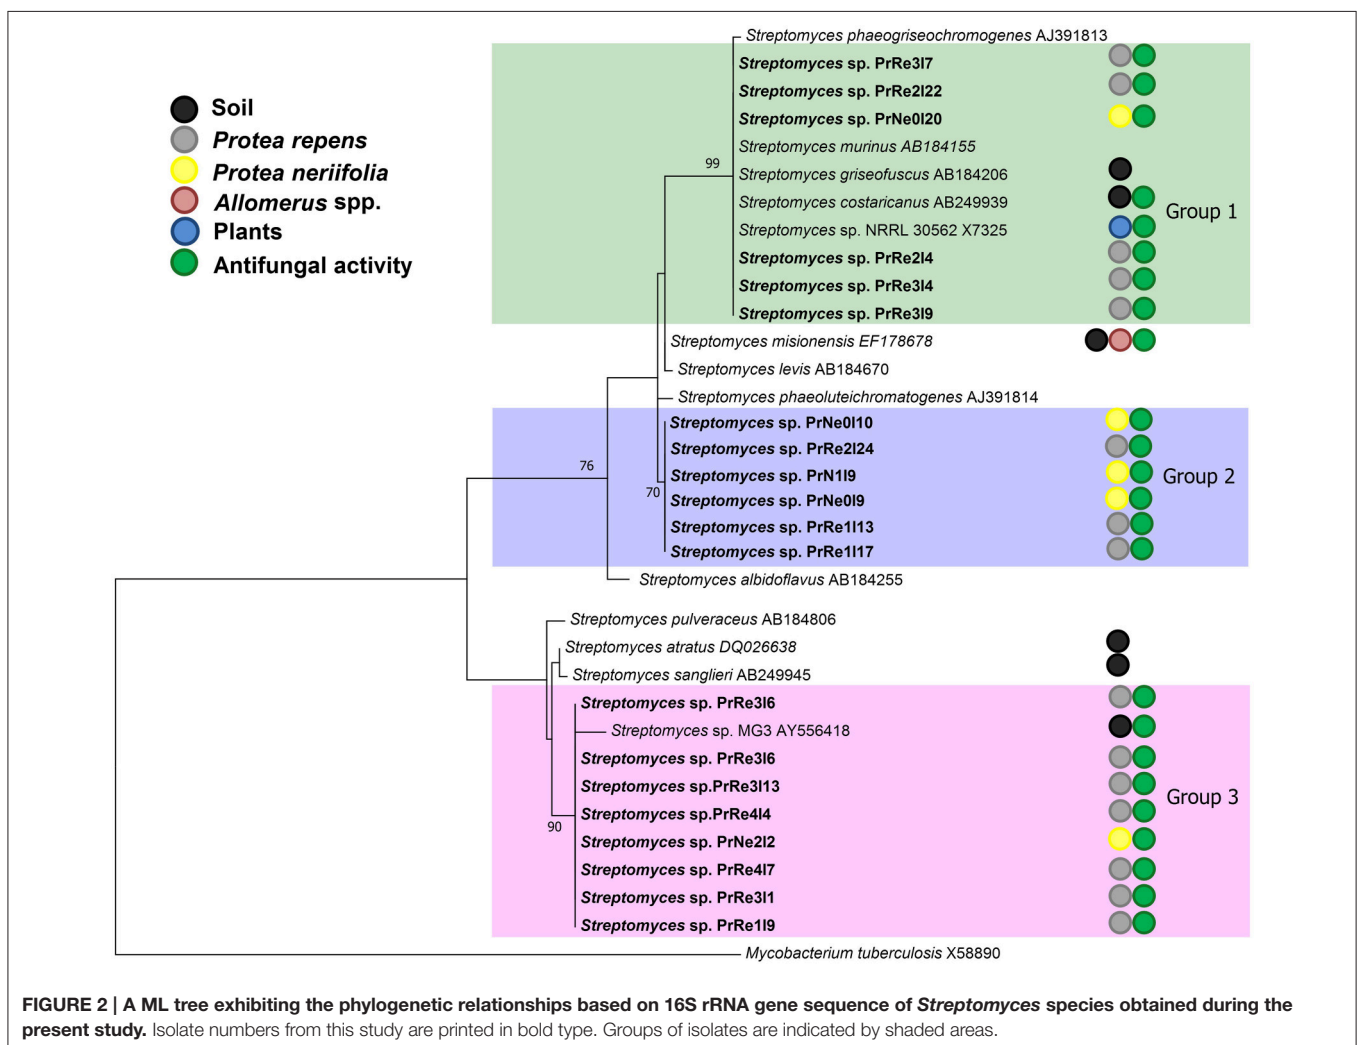 Soil
Protea repens
Protea neriifolia
Allomerus spp.
Plants
Antifungal activity
Streptomyces phaeogriseochromogenes AJ391813
Streptomyces sp. PrRe3I7
Streptomyces sp. PrRe2I22
Streptomyces sp. PrNe0I20
Streptomyces murinus AB184155
99
Streptomyces griseofuscus AB184206
Streptomyces costaricanus AB249939
Group 1
Streptomyces sp. NRRL 30562 X7325
Streptomyces sp. PrRe2I4
Streptomyces sp. PrRe3I4
Streptomyces sp. PrRe3I9
Streptomyces misionensis EF178678
Streptomyces levis AB184670
Streptomyces phaeoluteichromatogenes AJ391814
Streptomyces sp. PrNe0I10
Streptomyces sp. PrRe2I24
76
Streptomyces sp. PrN1I9
Group 2
70
Streptomyces sp. PrNe0I9
Streptomyces sp. PrRe1I13
Streptomyces sp. PrRe1I17
Streptomyces albidoflavus AB184255
Streptomyces pulveraceus AB184806
Streptomyces atratus DQ026638
Streptomyces sanglieri AB249945
Streptomyces sp. PrRe3I6
Streptomyces sp. MG3 AY556418
Streptomyces sp. PrRe3I6
Streptomyces sp.PrRe3I13
Group 3
Streptomyces sp.PrRe4I4
90
Streptomyces sp. PrNe2I2
Streptomyces sp. PrRe4I7
Streptomyces sp. PrRe3I1
Streptomyces sp. PrRe1I9
Mycobacterium tuberculosis X58890
FIGURE 2 | A ML tree exhibiting the phylogenetic relationships based on 16S rRNA gene sequence of Streptomyces species obtained during the
present study. Isolate numbers from this study are printed in bold type. Groups of isolates are indicated by shaded areas.